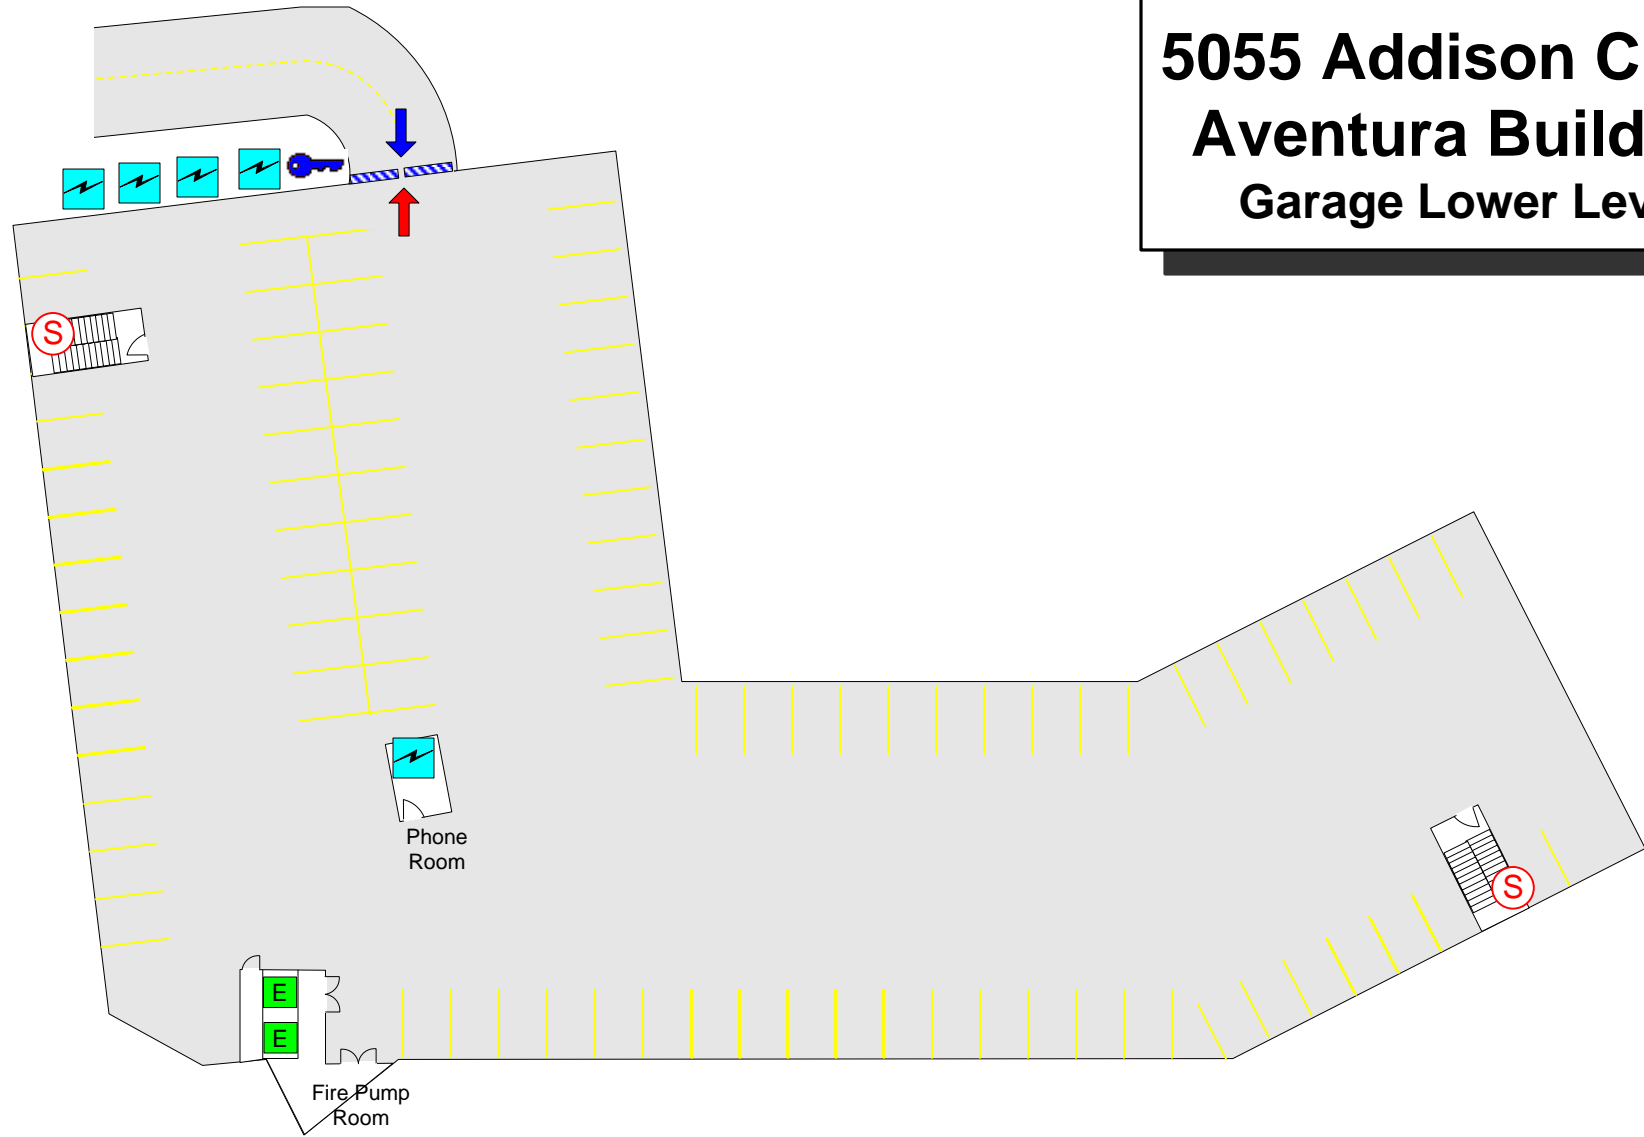 5055 Addison C
Aventura Build
Garage Lower Lev
S
Phone
Room
S
E
E
Fire Pump
Room